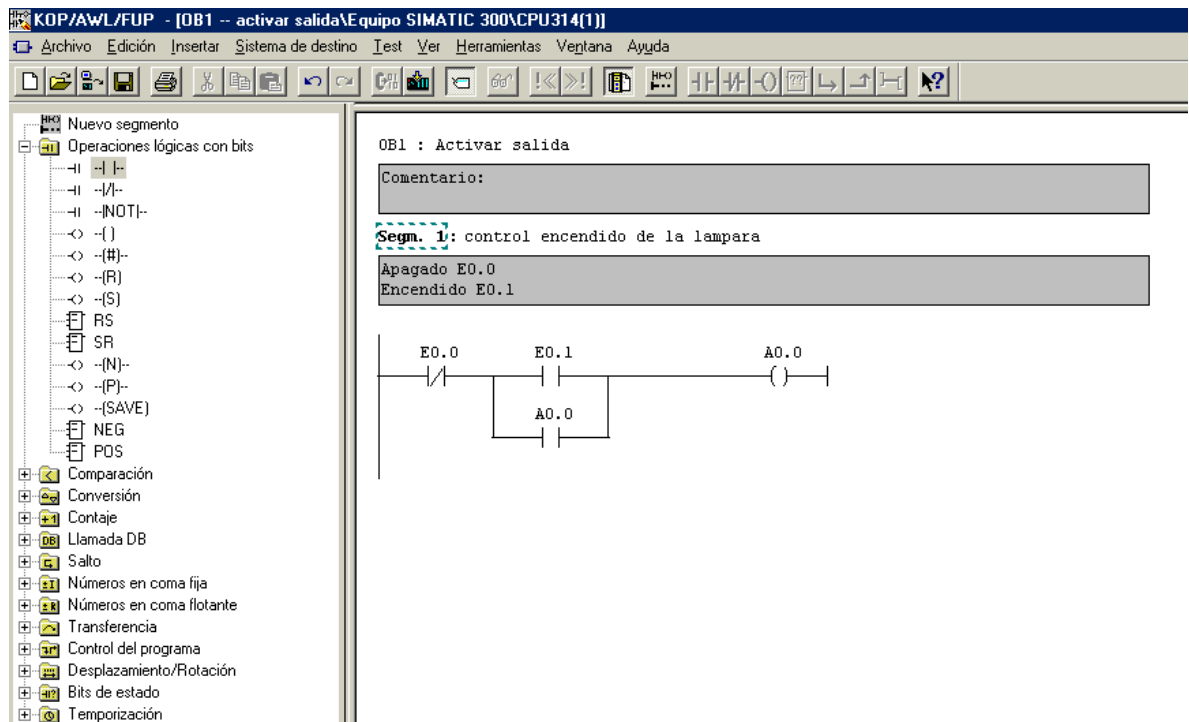 KOP/AWL/FUP - [OB1 -- activar salida\Equipo SIMATIC 300\CPU314(1)]
Archivo Edición Insertar Sistema de destino Test Ver Herramientas Ventana Ayuda
Nuevo segmento
Operaciones lógicas con bits
--| |--
--|/|--
--|NOT|--
--( )
--(#)--
--(R)
--(S)
RS
SR
--(N)--
--(P)--
--(SAVE)
NEG
POS
Comparación
Conversión
Contaje
Llamada DB
Salto
Números en coma fija
Números en coma flotante
Transferencia
Control del programa
Desplazamiento/Rotación
Bits de estado
Temporización
OB1 : Activar salida
Comentario:
Segm. 1: control encendido de la lampara
Apagado E0.0
Encendido E0.1
E0.0 E0.1 A0.0
A0.0